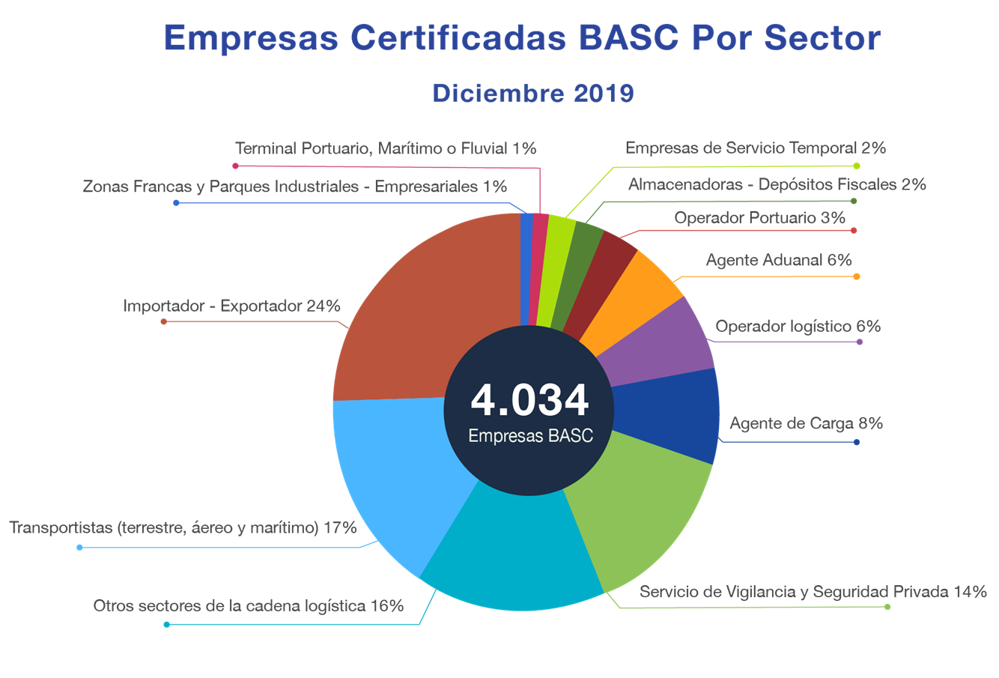 Empresas Certificadas BASC Por Sector
Diciembre 2019
Terminal Portuario, Marítimo o Fluvial 1%
Empresas de Servicio Temporal 2%
Zonas Francas y Parques Industriales - Empresariales 1%
Almacenadoras - Depósitos Fiscales 2%
Operador Portuario 3%
Agente Aduanal 6%
Importador - Exportador 24%
Operador logístico 6%
4.034
Empresas BASC
Agente de Carga 8%
Transportistas (terrestre, áereo y marítimo) 17%
Servicio de Vigilancia y Seguridad Privada 14%
Otros sectores de la cadena logística 16%